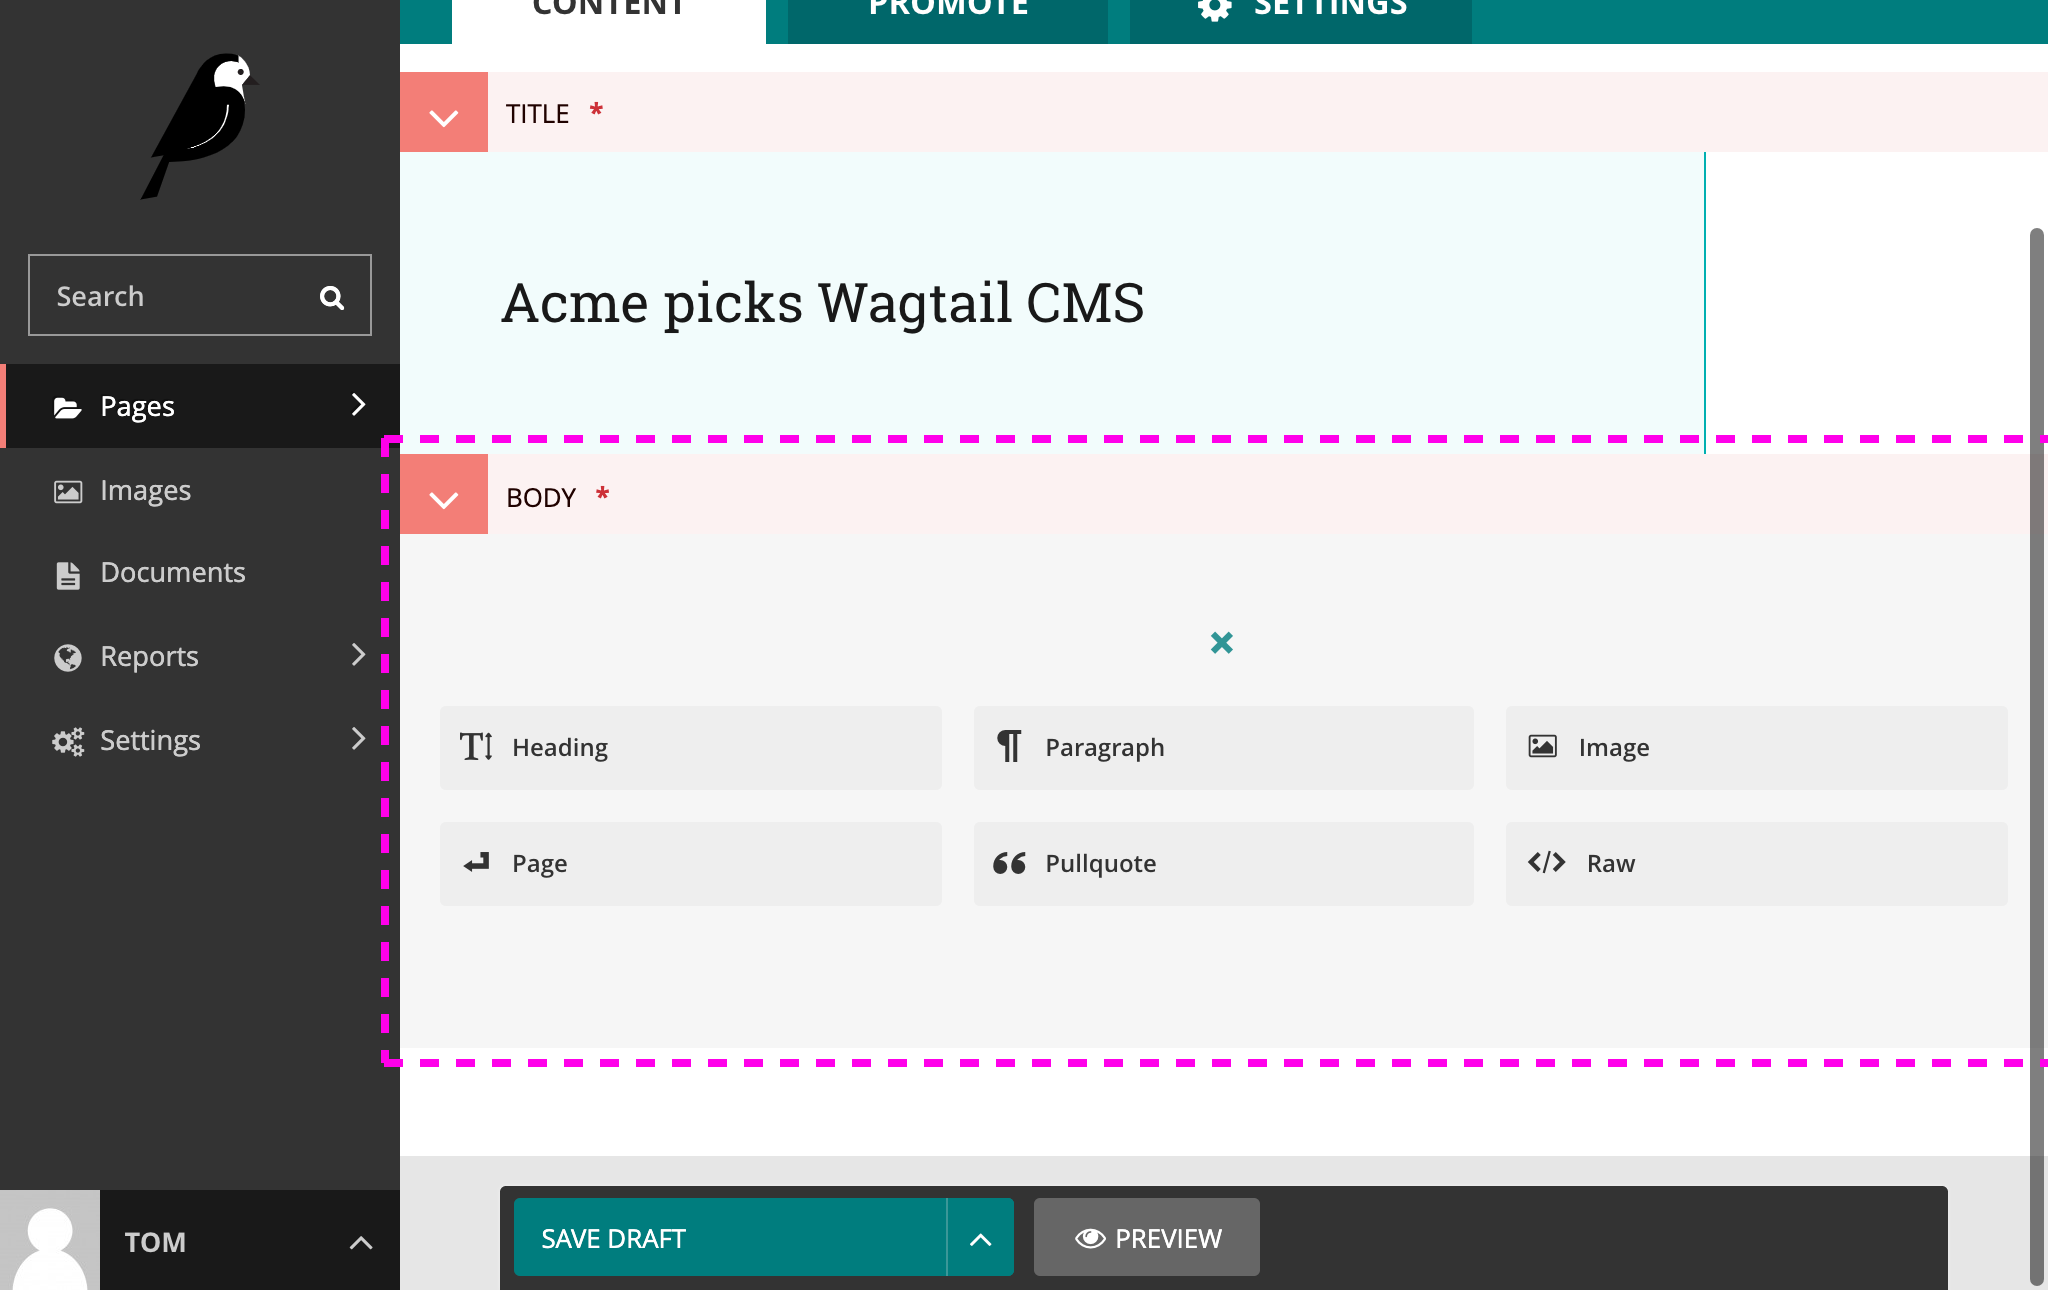 CONTENT
PROMOTE
SETTINGS
Search
Pages
Images
Documents
Reports
Settings
TOM
TITLE *
Acme picks Wagtail CMS
BODY *
Heading
Paragraph
Image
Page
Pullquote
Raw
SAVE DRAFT
PREVIEW